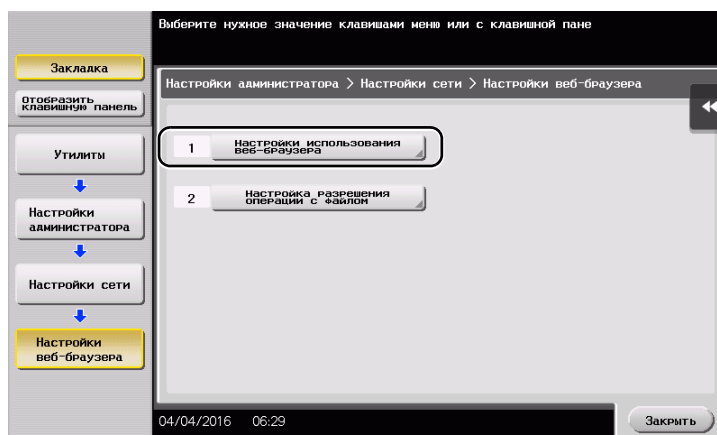 Выберите нужное значение клавишами меню или с клавишной пане
Закладка
Отобразить
клавишную панель
Утилиты
Настройки
администратора
Настройки сети
Настройки
веб-браузера
Настройки администратора > Настройки сети > Настройки веб-браузера
1 Настройки использования
веб-браузера
2 Настройка разрешения
операции с файлом
04/04/2016 06:29
Закрыть